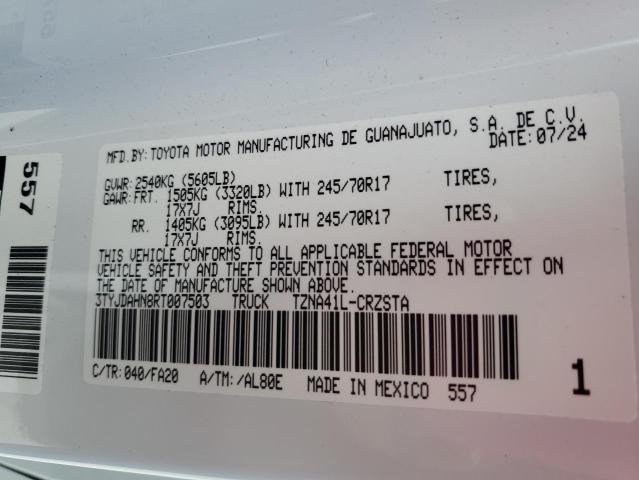 MFD.BY:TOYOTA MOTOR MANUFACTURING DE GUANAJUATO, S.A. DE C.V.
DATE:07/24
GVWR:2540KG (5605LB)
GAWR:FRT. 1505KG (3320LB) WITH 245/70R17 TIRES,
17X7J RIMS.
RR. 1405KG (3095LB) WITH 245/70R17 TIRES,
17X7J RIMS.
THIS VEHICLE CONFORMS TO ALL APPLICABLE FEDERAL MOTOR
VEHICLE SAFETY AND THEFT PREVENTION STANDARDS IN EFFECT ON
THE DATE OF MANUFACTURE SHOWN ABOVE.
3TYJDAHN8RT007503 TRUCK TZNA41L-CRZSTA
C/TR:040/FA20 A/TM:/AL80E MADE IN MEXICO 557
1
557